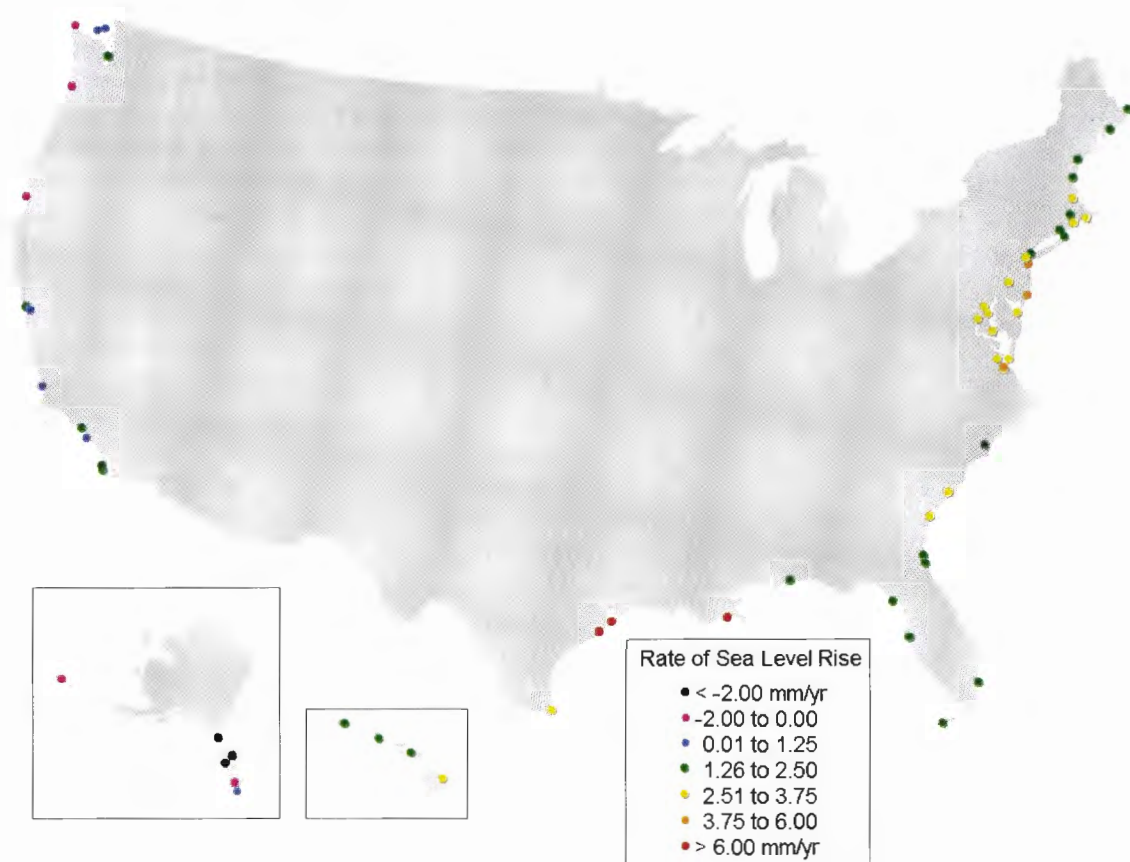 Rate of Sea Level Rise
< -2.00 mm/yr
-2.00 to 0.00
0.01 to 1.25
1.26 to 2.50
2.51 to 3.75
3.75 to 6.00
> 6.00 mm/yr